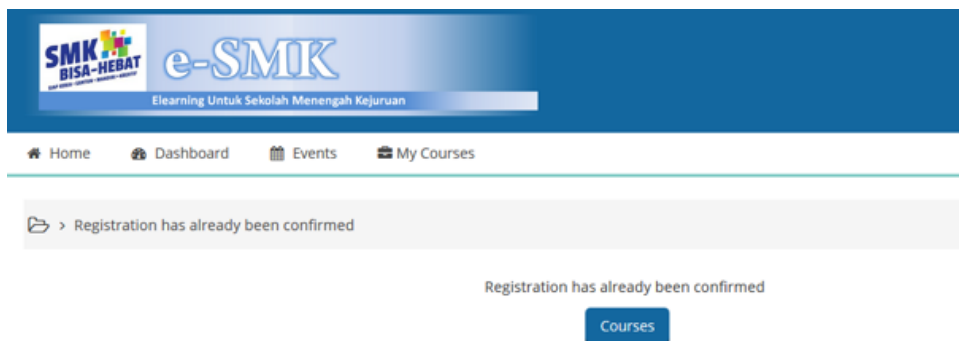 SMK
BISA-HEBAT
e-SMK
Elearning Untuk Sekolah Menengah Kejuruan
Home Dashboard Events My Courses
> Registration has already been confirmed
Registration has already been confirmed
Courses